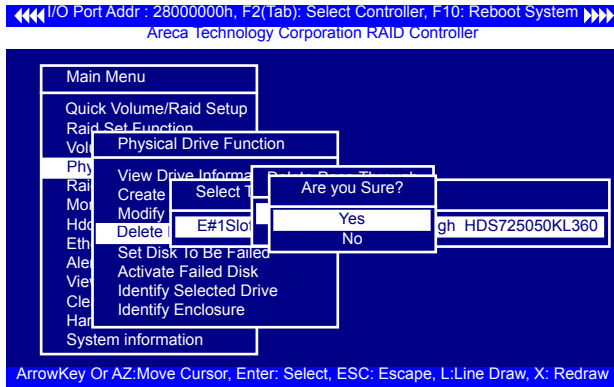 I/O Port Addr : 28000000h, F2(Tab): Select Controller, F10: Reboot System
Areca Technology Corporation RAID Controller
Main Menu
Quick Volume/Raid Setup
Raid Set Function
Physical Drive Function
View Drive
Create
Select
Modify
Delete
Are you Sure?
Yes
No
E#1Slot
HDS725050KL360
Set Disk To Be Failed
Activate Failed Disk
Identify Selected Drive
Identify Enclosure
System information
ArrowKey Or AZ:Move Cursor, Enter: Select, ESC: Escape, L:Line Draw, X: Redraw